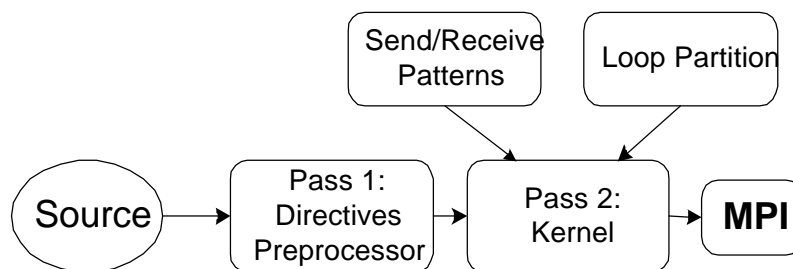 Send/Receive
Patterns
Loop Partition
Source
Pass 1:
Directives
Preprocessor
Pass 2:
Kernel
MPI